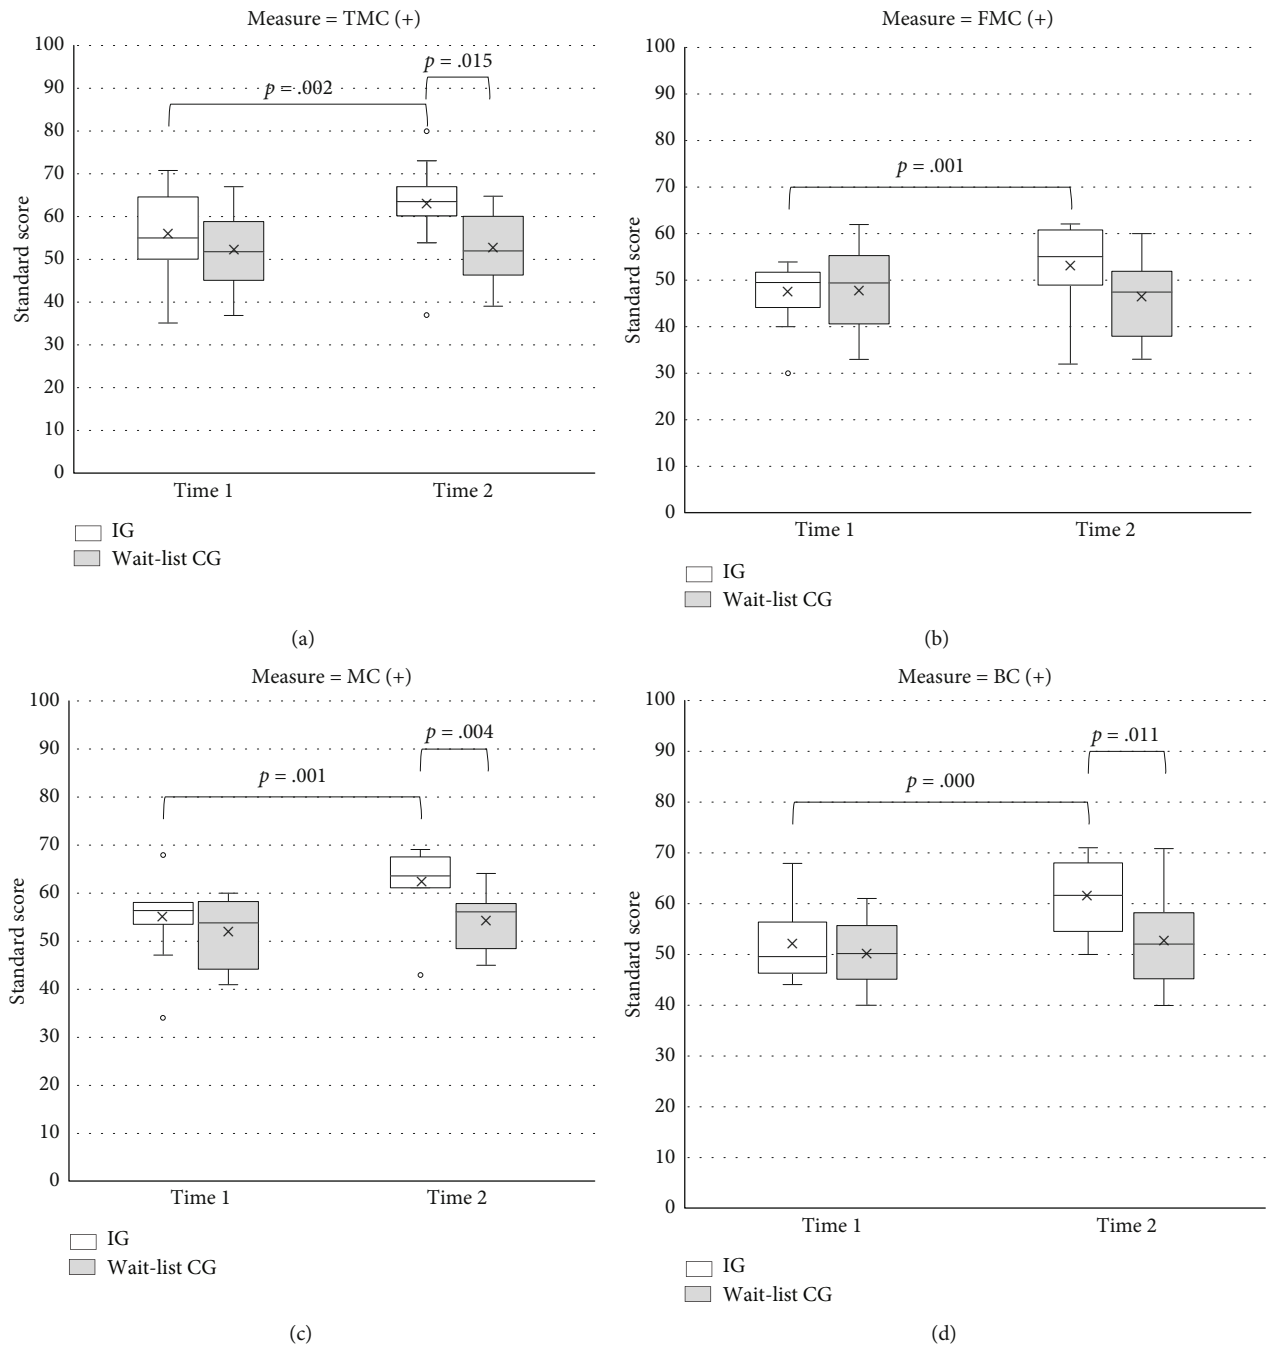 Measure = TMC (+)
100
90
80
70
60
50
40
30
20
10
0
Standard score
p = .002
p = .015
Time 1
Time 2
IG
Wait-list CG
(a)
Measure = FMC (+)
100
90
80
70
60
50
40
30
20
10
0
Standard score
p = .001
Time 1
Time 2
IG
Wait-list CG
(b)
Measure = MC (+)
100
90
80
70
60
50
40
30
20
10
0
Standard score
p = .001
p = .004
Time 1
Time 2
IG
Wait-list CG
(c)
Measure = BC (+)
100
90
80
70
60
50
40
30
20
10
0
Standard score
p = .000
p = .011
Time 1
Time 2
IG
Wait-list CG
(d)